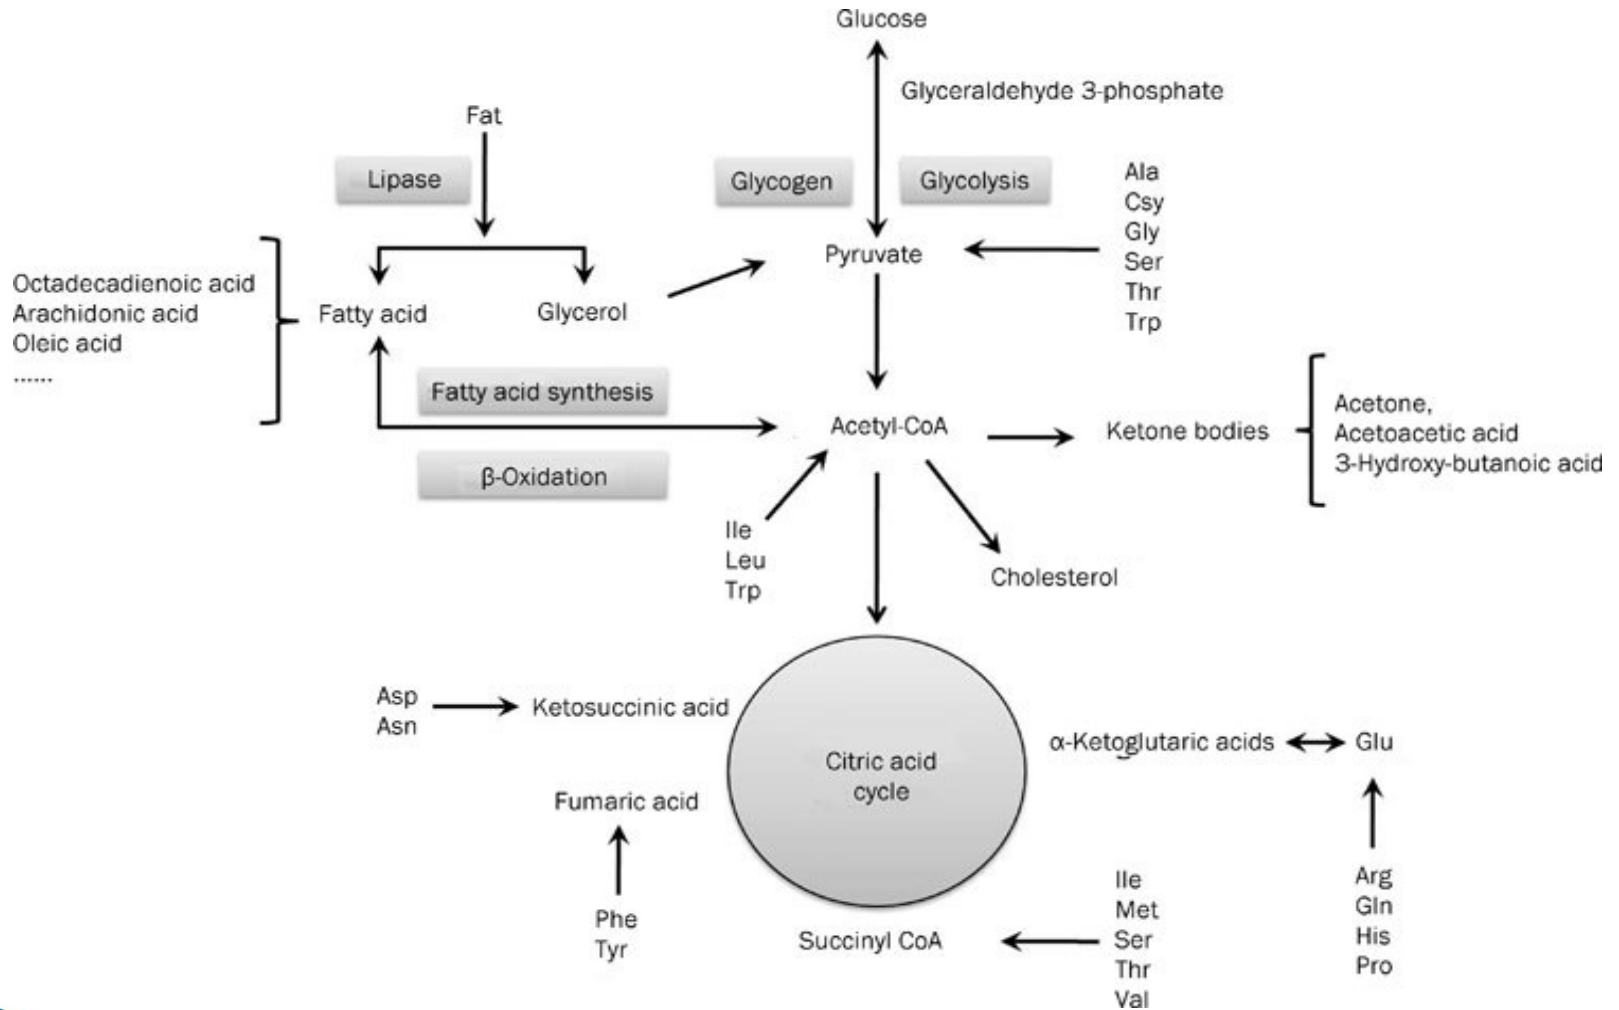 Glucose
Glyceraldehyde 3-phosphate
Fat
Lipase
Glycogen
Glycolysis
Ala
Csy
Gly
Ser
Thr
Trp
Pyruvate
Octadecadienoic acid
Arachidonic acid
Oleic acid
......
Fatty acid
Glycerol
Fatty acid synthesis
β-Oxidation
Acetyl-CoA
Ketone bodies
Acetone,
Acetoacetic acid
3-Hydroxy-butanoic acid
Ile
Leu
Trp
Cholesterol
Asp
Asn
Ketosuccinic acid
Citric acid
cycle
α-Ketoglutaric acids
Glu
Fumaric acid
Phe
Tyr
Succinyl CoA
Ile
Met
Ser
Thr
Val
Arg
Gln
His
Pro